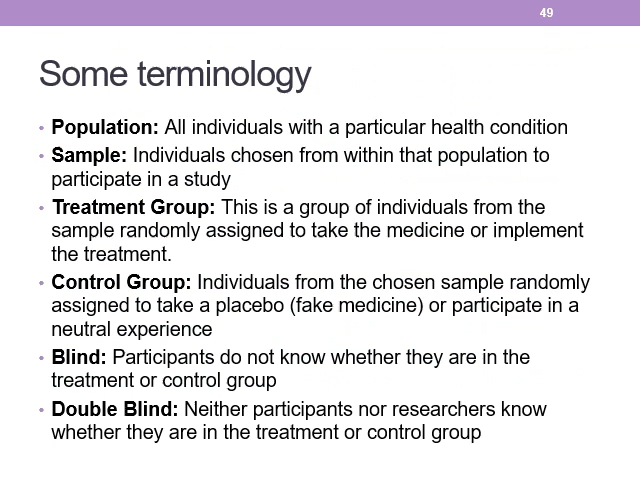 49
Some terminology
• Population: All individuals with a particular health condition
• Sample: Individuals chosen from within that population to
participate in a study
• Treatment Group: This is a group of individuals from the
sample randomly assigned to take the medicine or implement
the treatment.
• Control Group: Individuals from the chosen sample randomly
assigned to take a placebo (fake medicine) or participate in a
neutral experience
• Blind: Participants do not know whether they are in the
treatment or control group
• Double Blind: Neither participants nor researchers know
whether they are in the treatment or control group